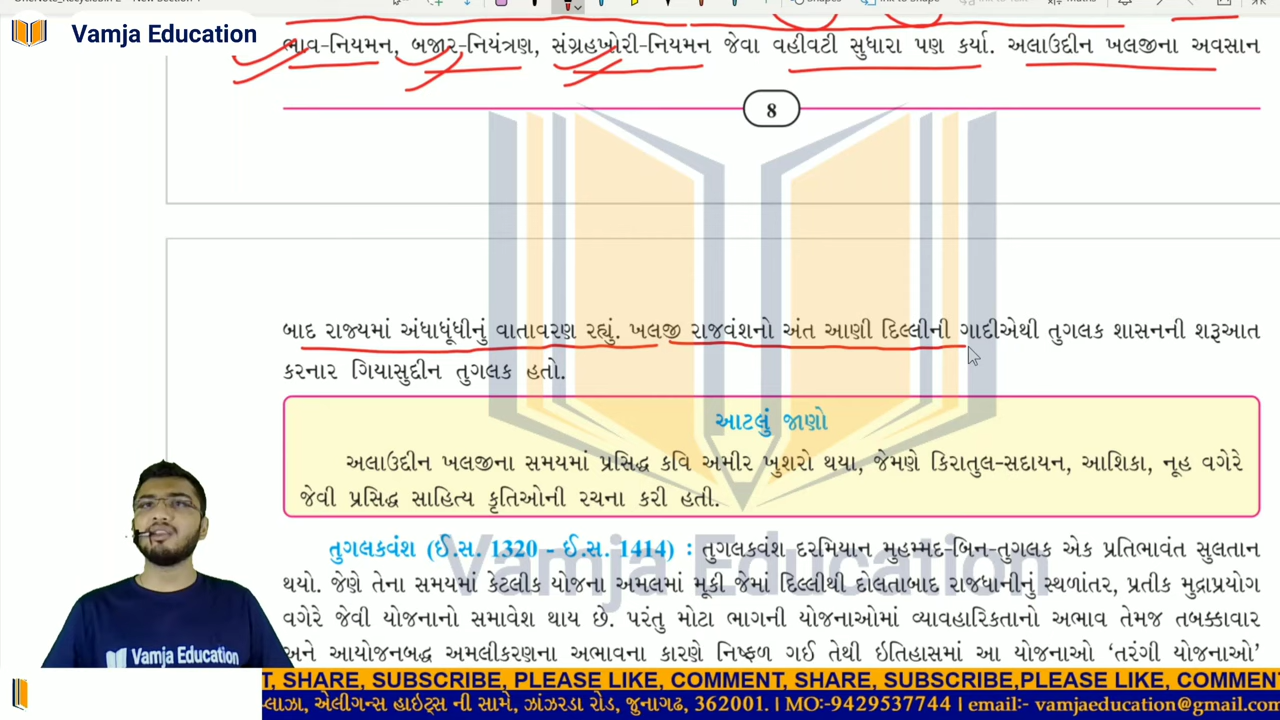 Vamja Education
ભાવ-નિયમન, બજાર-નિયંત્રણ, સંગ્રહખોરી-નિયમન જેવા વહીવટી સુધારા પણ કર્યા. અલાઉદ્દીન ખલજીના અવસાન
8
બાદ રાજ્યમાં અંધાધૂંધીનું વાતાવરણ રહ્યું. ખલજી રાજવંશનો અંત આણી દિલ્લીની ગાદીએથી તુગલક શાસનની શરૂઆત
કરનાર ગિયાસુદ્દીન તુગલક હતો.
આટલું જાણો
અલાઉદ્દીન ખલજીના સમયમાં પ્રસિદ્ધ કવિ અમીર ખુશરો થયા, જેમણે કિરાતુલ-સદાયન, આશિકા, નૂહ વગેરે
જેવી પ્રસિદ્ધ સાહિત્ય કૃતિઓની રચના કરી હતી.
તુગલકવંશ (ઈ.સ. 1320 - ઈ.સ. 1414) : તુગલકવંશ દરમિયાન મુહમ્મદ-બિન-તુગલક એક પ્રતિભાવંત સુલતાન
થયો. જેણે તેના સમયમાં કેટલીક યોજના અમલમાં મૂકી જેમાં દિલ્લીથી દોલતાબાદ રાજધાનીનું સ્થળાંતર, પ્રતીક મુદ્રાપ્રયોગ
વગેરે જેવી યોજનાનો સમાવેશ થાય છે. પરંતુ મોટા ભાગની યોજનાઓમાં વ્યાવહારિકતાનો અભાવ તેમજ તબક્કાવાર
અને આયોજનબદ્ધ અમલીકરણના અભાવના કારણે નિષ્ફળ ગઈ તેથી ઇતિહાસમાં આ યોજનાઓ ‘તરંગી યોજનાઓ’
Vamja Education
Vamja Education
T, SHARE, SUBSCRIBE, PLEASE LIKE, COMMENT, SHARE, SUBSCRIBE,PLEASE LIKE, COMMENT
-પ્લાઝા, એલીગન્સ હાઇટ્સ ની સામે, ઝાંઝરડા રોડ, જુનાગઢ, 362001. | MO:-9429537744 | email:- vamjaeducation@gmail.com